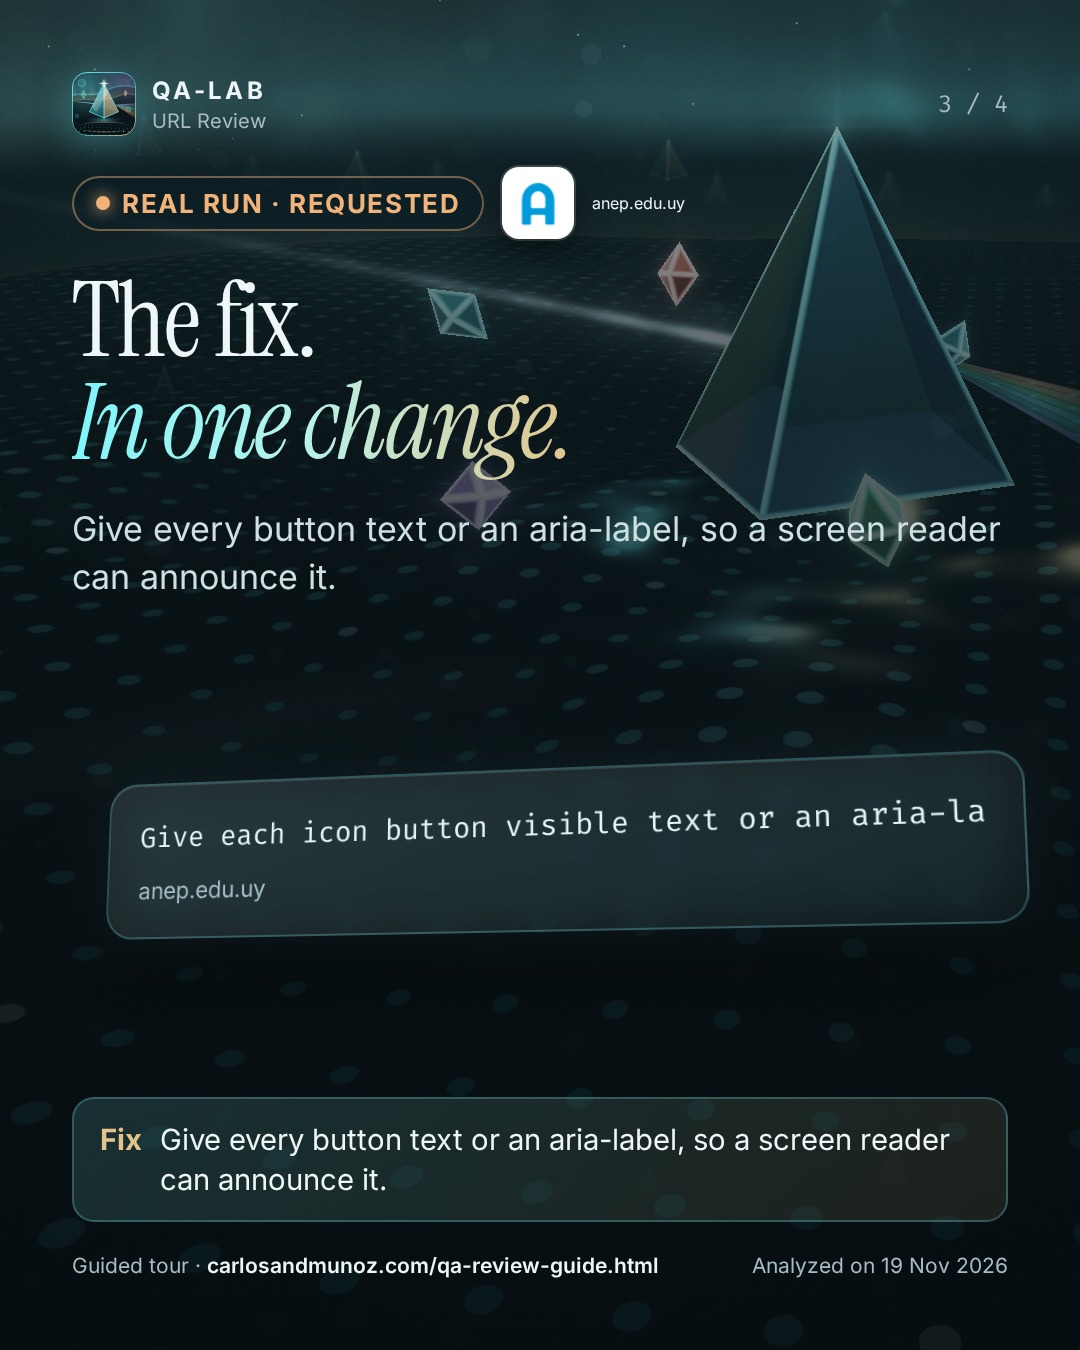 QA-LAB
URL Review
3 / 4
REAL RUN · REQUESTED
A
anep.edu.uy
The fix.
In one change.
Give every button text or an aria-label, so a screen reader
can announce it.
Give each icon button visible text or an aria-la
anep.edu.uy
Fix Give every button text or an aria-label, so a screen reader
can announce it.
Guided tour · carlosandmunoz.com/qa-review-guide.html
Analyzed on 19 Nov 2026